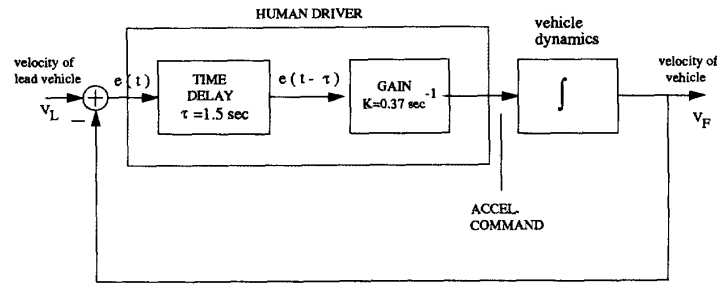 HUMAN DRIVER
vehicle
dynamics
velocity of
lead vehicle
V_L
e(t)
TIME
DELAY
τ =1.5 sec
e(t- τ)
GAIN
K=0.37 sec⁻¹
∫
velocity of
vehicle
V_F
−
ACCEL.
COMMAND